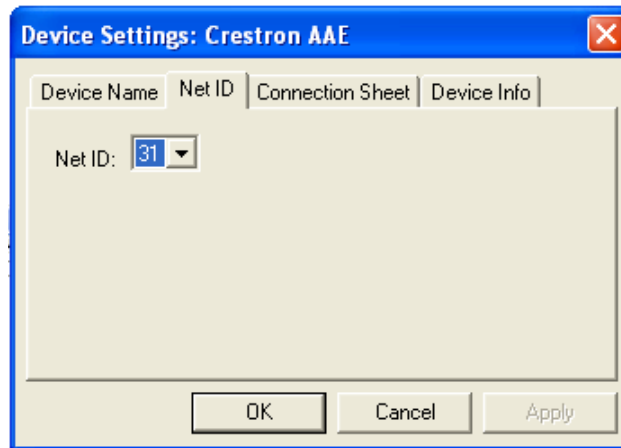 Device Settings: Crestron AAE
Device Name Net ID Connection Sheet Device Info
Net ID: 31
OK Cancel Apply